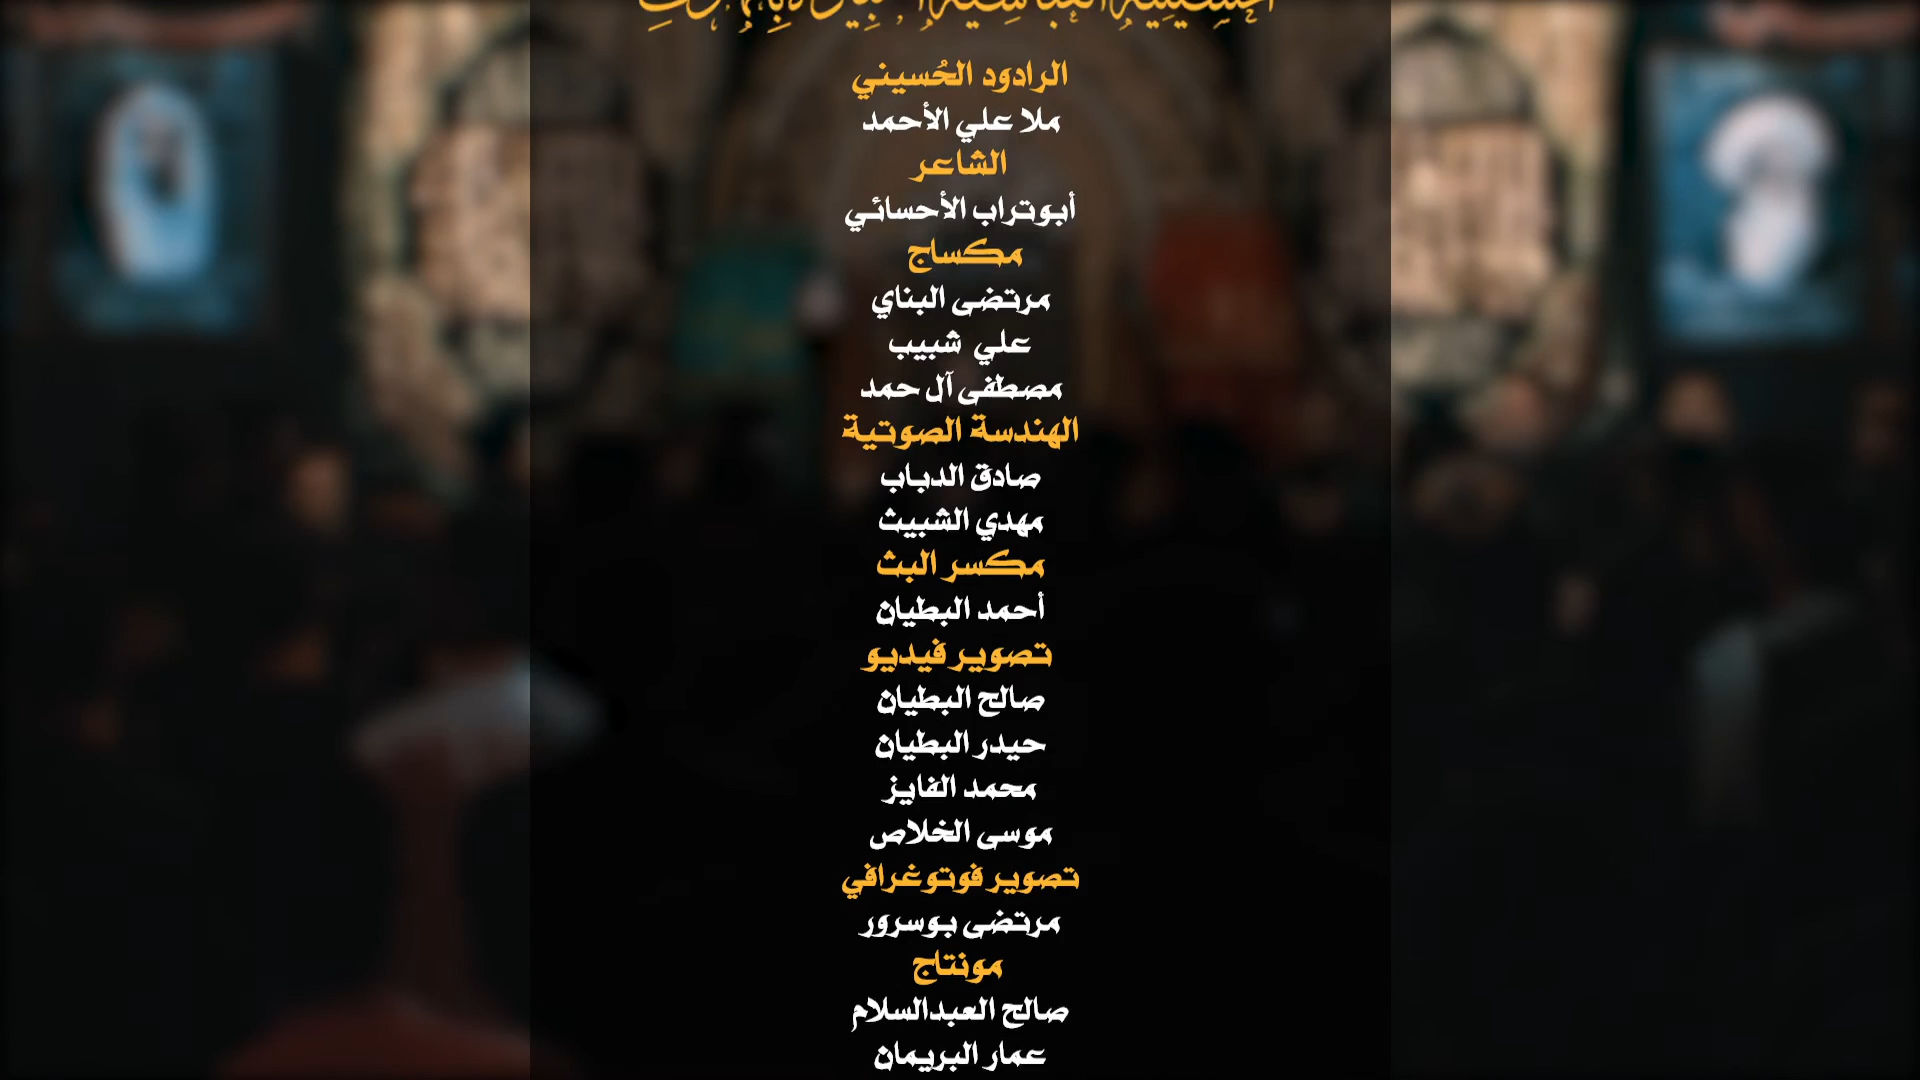 الرادود الحُسيني
ملا علي الأحمد
الشاعر
أبوتراب الأحسائي
مكساج
مرتضى البناي
علي شبيب
مصطفى آل حمد
الهندسة الصوتية
صادق الدباب
مهدي الشبيث
مكسر البث
أحمد البطيان
تصوير فيديو
صالح البطيان
حيدر البطيان
محمد الفايز
موسى الخلاص
تصوير فوتوغرافي
مرتضى بوسرور
مونتاج
صالح العبدالسلام
عمار البريمان